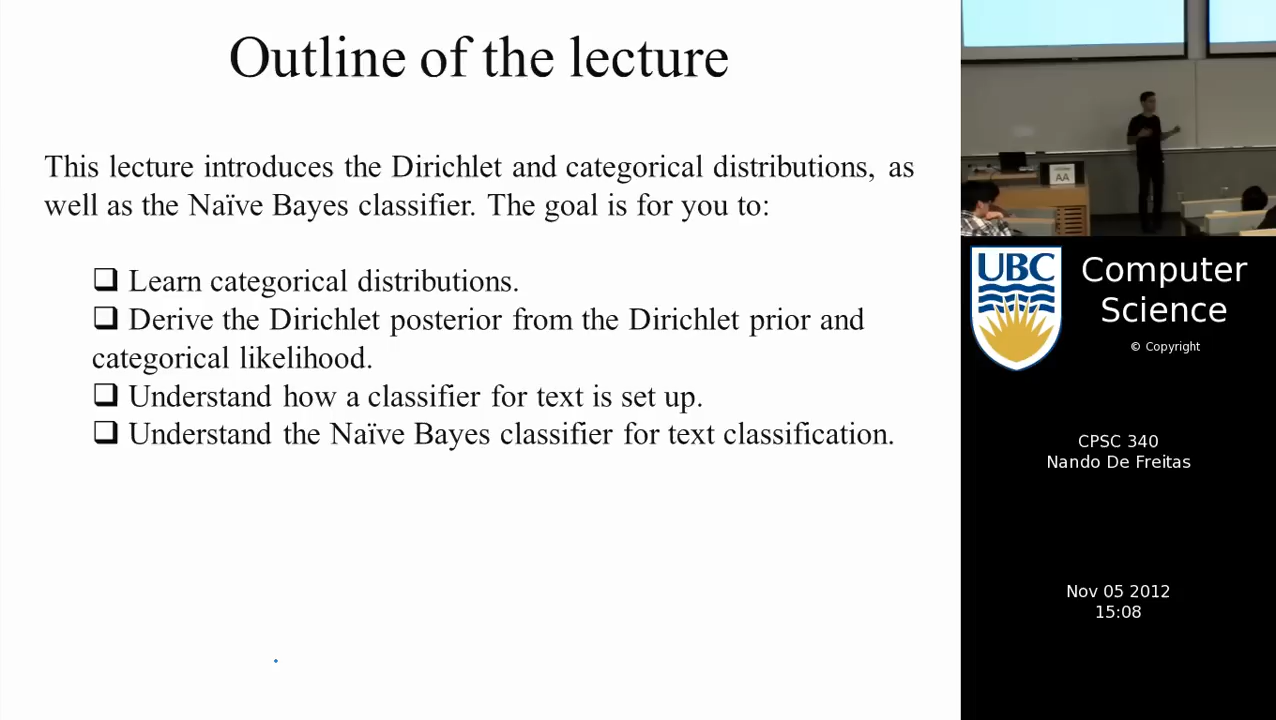 Outline of the lecture
This lecture introduces the Dirichlet and categorical distributions, as
well as the Naïve Bayes classifier. The goal is for you to:
❑ Learn categorical distributions.
❑ Derive the Dirichlet posterior from the Dirichlet prior and
categorical likelihood.
❑ Understand how a classifier for text is set up.
❑ Understand the Naïve Bayes classifier for text classification.
AA
UBC
Computer
Science
© Copyright
CPSC 340
Nando De Freitas
Nov 05 2012
15:08